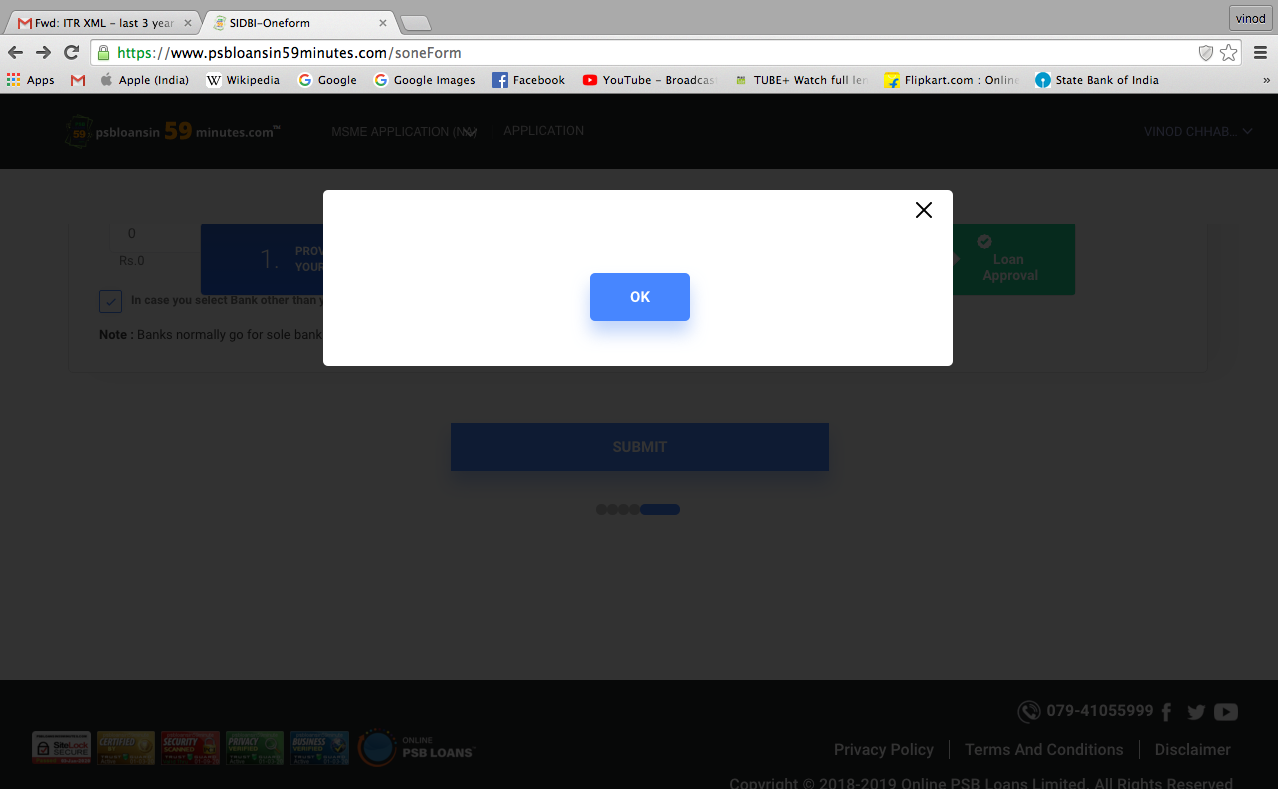 Fwd: ITR XML – last 3 year
SIDBI-Oneform
vinod
https://www.psbloansin59minutes.com/soneForm
Apps
Apple (India)
Wikipedia
Google
Google Images
Facebook
YouTube – Broadcas
TUBE+ Watch full len
Flipkart.com : Online
State Bank of India
»
psbloansin 59 minutes.com™
MSME APPLICATION (N
APPLICATION
VINOD CHHAB...
0
Rs.0
1.
PROV
YOUR
Loan
Approval
In case you select Bank other than y
Note : Banks normally go for sole bank
OK
SUBMIT
079-41055999
SiteLock
SECURE
CERTIFIED
SECURITY
SCANNED
PRIVACY
VERIFIED
BUSINESS
VERIFIED
ONLINE
PSB LOANS
Privacy Policy
Terms And Conditions
Disclaimer
Copyright © 2018-2019 Online PSB Loans Limited. All Rights Reserved